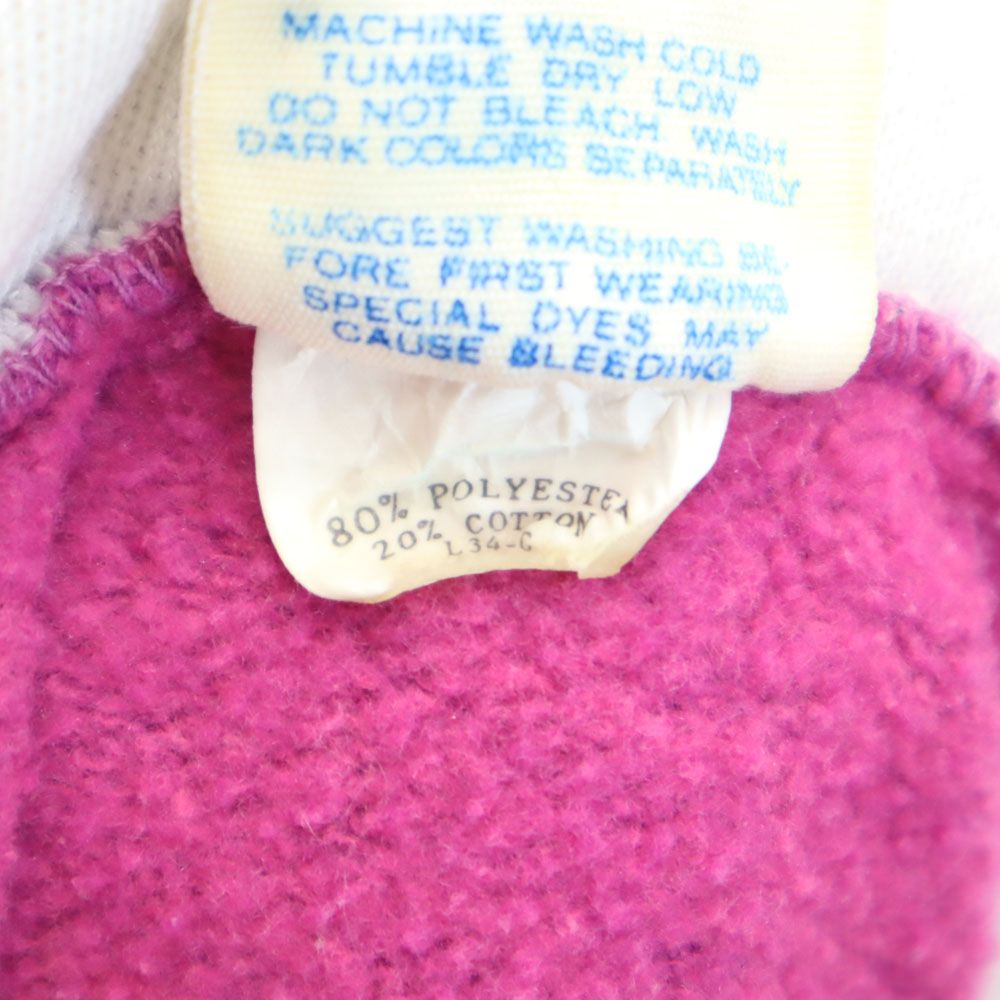 MACHINE WASH COLD
TUMBLE DRY LOW
DO NOT BLEACH WASH
DARK COLORS SEPARATELY
SUGGEST WASHING BE-
FORE FIRST WEARING
SPECIAL DYES MAY
CAUSE BLEEDING
80% POLYESTER
20% COTTON
L34-G